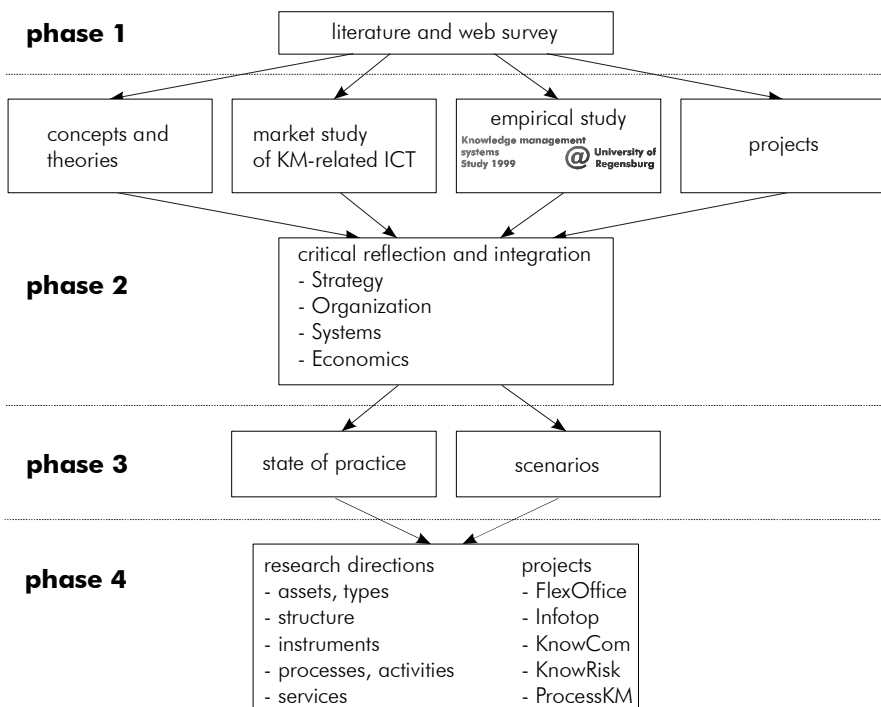 phase 1
literature and web survey
concepts and
theories
market study
of KM-related ICT
empirical study
Knowledge management
systems
Study 1999
@ University of
Regensburg
projects
phase 2
critical reflection and integration
- Strategy
- Organization
- Systems
- Economics
phase 3
state of practice
scenarios
phase 4
research directions
- assets, types
- structure
- instruments
- processes, activities
- services
projects
- FlexOffice
- Infotop
- KnowCom
- KnowRisk
- ProcessKM